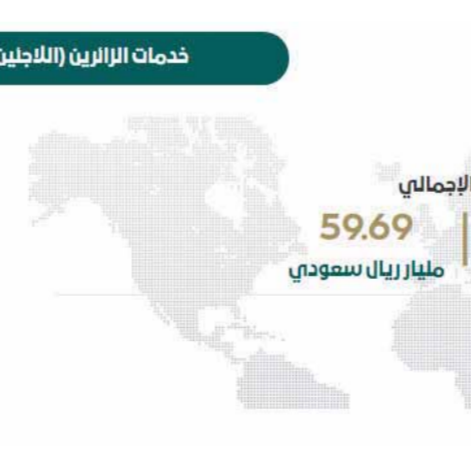 خدمات الزائرين (اللاجئين
الإجمالي
59.69
مليار ريال سعودي